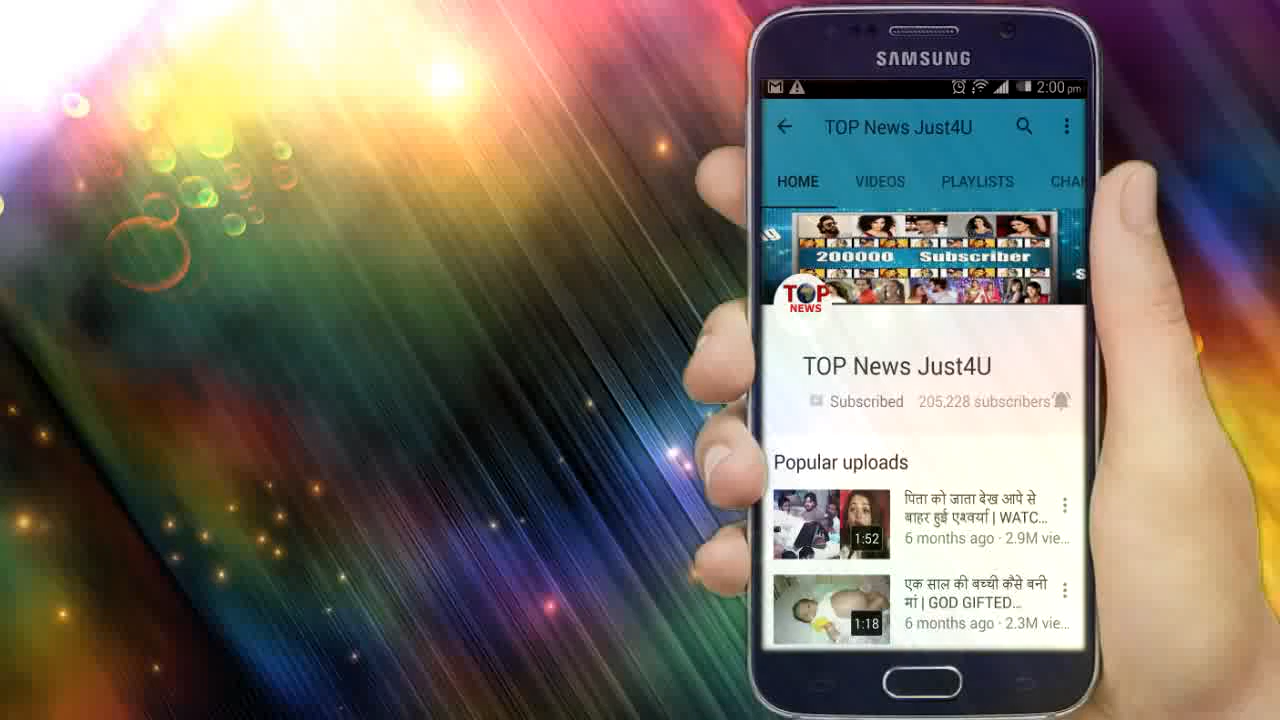 SAMSUNG
2:00 pm
TOP News Just4U
HOME VIDEOS PLAYLISTS CHA
200000 Subscriber
TOP
NEWS
TOP News Just4U
Subscribed 205,228 subscribers
Popular uploads
पिता को जाता देख आपे से
बाहर हुई एश्वर्या | WATC...
1:52
6 months ago · 2.9M vie...
एक साल की बच्ची कैसे बनी
मां | GOD GIFTED...
1:18
6 months ago · 2.3M vie...